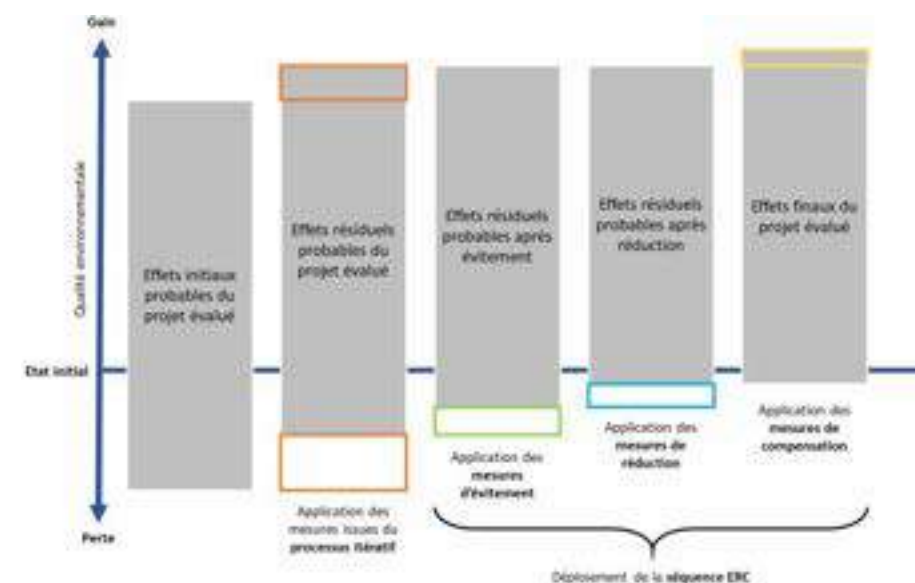 Gain
Qualité environnementale
Etat initial
Perte
Effets initiaux
probables du
projet évalué
Effets résiduels
probables du
projet évalué
Application des
mesures issues du
processus itératif
Effets résiduels
probables après
évitement
Application des
mesures
d'évitement
Effets résiduels
probables après
réduction
Application des
mesures de
réduction
Effets finaux du
projet évalué
Application des
mesures de
compensation
Déploiement de la séquence ERC